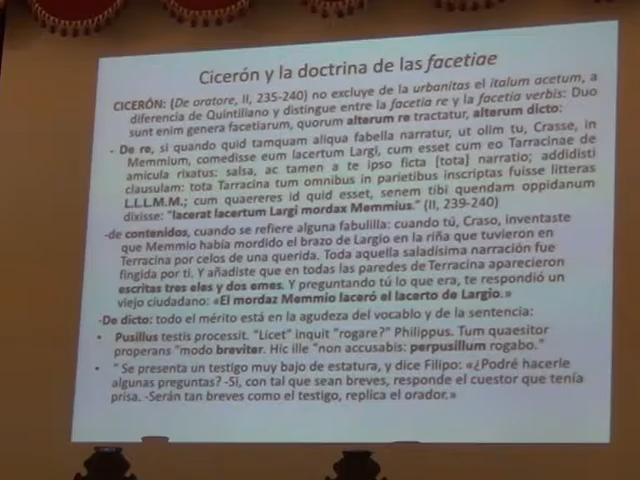 Cicerón y la doctrina de las facetiae
CICERÓN: (De oratore, II, 235-240) no excluye de la urbanitas el italum acetum, a
diferencia de Quintiliano y distingue entre la facetia re y la facetia verbis: Duo
sunt enim genera facetiarum, quorum alterum re tractatur, alterum dicto:
- De re, si quando quid tamquam aliqua fabella narratur, ut olim tu, Crasse, in
Memmium, comedisse eum lacertum Largi, cum esset cum eo Tarracinae de
amicula rixatus: salsa, ac tamen a te ipso ficta [tota] narratio; addidisti
clausulam: tota Tarracina tum omnibus in parietibus inscriptas fuisse litteras
L.L.L.M.M.; cum quaereres id quid esset, senem tibi quendam oppidanum
dixisse: "lacerat lacertum Largi mordax Memmius." (II, 239-240)
-de contenidos, cuando se refiere alguna fabulilla: cuando tú, Craso, inventaste
que Memmio había mordido el brazo de Largio en la riña que tuvieron en
Terracina por celos de una querida. Toda aquella saladísima narración fue
fingida por ti. Y añadiste que en todas las paredes de Terracina aparecieron
escritas tres eles y dos emes. Y preguntando tú lo que era, te respondió un
viejo ciudadano: «El mordaz Memmio laceró el lacerto de Largio.»
-De dicto: todo el mérito está en la agudeza del vocablo y de la sentencia:
• Pusillus testis processit. "Licet" inquit "rogare?" Philippus. Tum quaesitor
properans "modo breviter. Hic ille "non accusabis: perpusillum rogabo."
• " Se presenta un testigo muy bajo de estatura, y dice Filipo: «¿Podré hacerle
algunas preguntas? -Si, con tal que sean breves, responde el cuestor que tenía
prisa. -Serán tan breves como el testigo, replica el orador.»